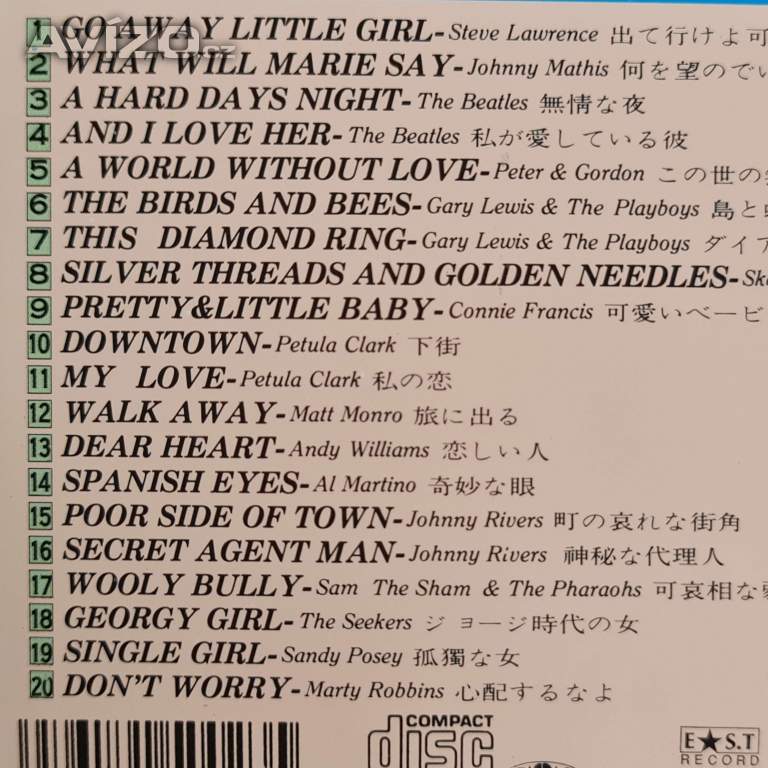 1 GO AWAY LITTLE GIRL-Steve Lawrence 出て行けよ可
2 WHAT WILL MARIE SAY-Johnny Mathis 何を望のでい
3 A HARD DAYS NIGHT-The Beatles 無情な夜
4 AND I LOVE HER-The Beatles 私が愛している彼
5 A WORLD WITHOUT LOVE-Peter & Gordon この世の
6 THE BIRDS AND BEES-Gary Lewis & The Playboys 島と
7 THIS DIAMOND RING-Gary Lewis & The Playboys ダイア
8 SILVER THREADS AND GOLDEN NEEDLES-Ske
9 PRETTY&LITTLE BABY-Connie Francis 可愛いベービ
10 DOWNTOWN-Petula Clark 下街
11 MY LOVE-Petula Clark 私の恋
12 WALK AWAY-Matt Monro 旅に出る
13 DEAR HEART-Andy Williams 恋しい人
14 SPANISH EYES-Al Martino 奇妙な眼
15 POOR SIDE OF TOWN-Johnny Rivers 町の哀れな街角
16 SECRET AGENT MAN-Johnny Rivers 神秘な代理人
17 WOOLY BULLY-Sam The Sham & The Pharaohs 可哀相な
18 GEORGY GIRL-The Seekers ジョージ時代の女
19 SINGLE GIRL-Sandy Posey 孤獨な女
20 DON'T WORRY-Marty Robbins 心配するなよ
Avízo.cz
COMPACT
disc
E★S.T
RECORD